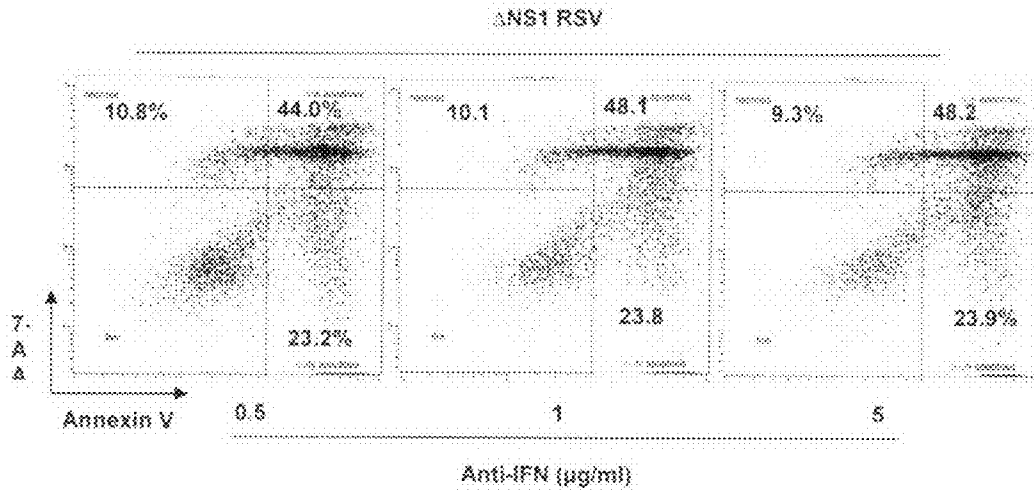 ΔNS1 RSV
10.8% 44.0% 10.1 48.1 9.3% 48.2
23.2% 23.8 23.9%
7-
A
A
Annexin V
0.5 1 5
Anti-IFN (µg/ml)